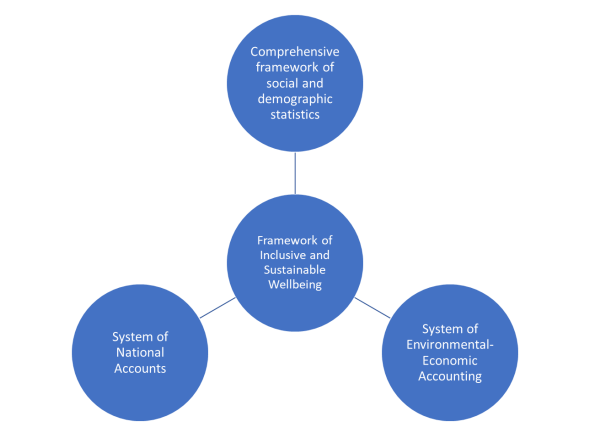 Comprehensive
framework of
social and
demographic
statistics
Framework of
Inclusive and
Sustainable
Wellbeing
System of
National
Accounts
System of
Environmental-
Economic
Accounting